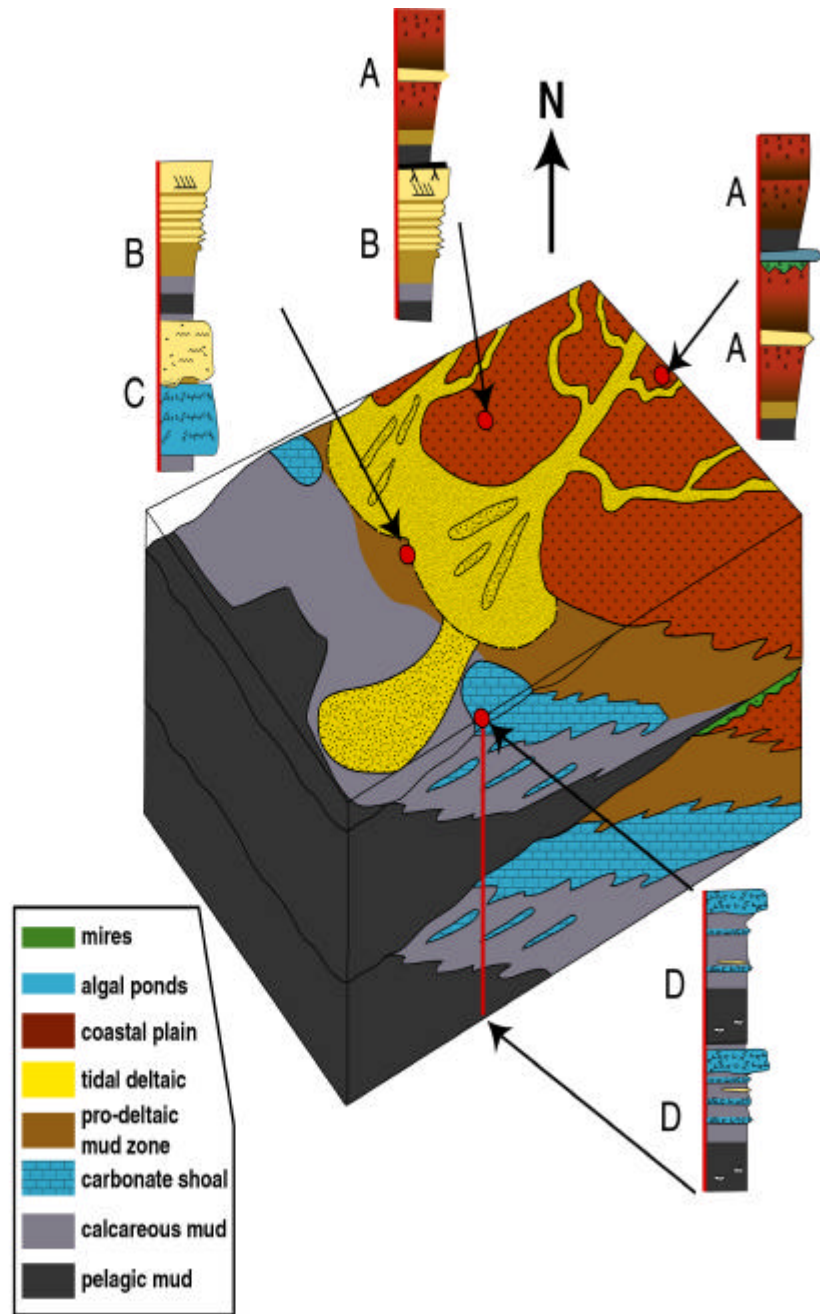 A
B
N
A
A
B
C
D
D
mires
algal ponds
coastal plain
tidal deltaic
pro-deltaic
mud zone
carbonate shoal
calcareous mud
pelagic mud